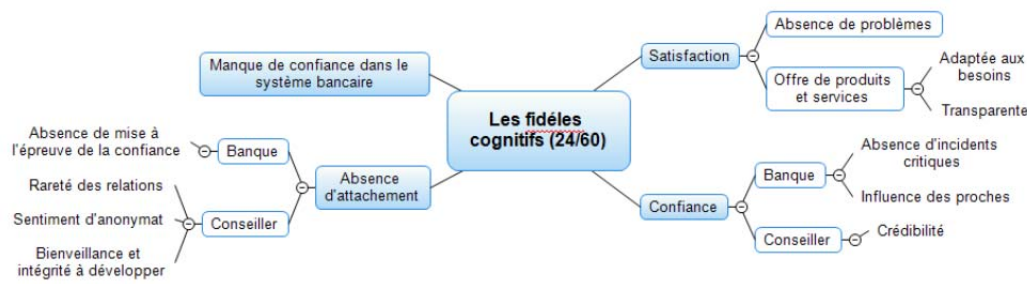 Les fidéles
cognitifs (24/60)
Manque de confiance dans le
système bancaire
Absence
d'attachement
Banque
Absence de mise à
l'épreuve de la confiance
Conseiller
Rareté des relations
Sentiment d'anonymat
Bienveillance et
intégrité à développer
Satisfaction
Absence de problèmes
Offre de produits
et services
Adaptée aux
besoins
Transparente
Confiance
Banque
Absence d'incidents
critiques
Influence des proches
Conseiller
Crédibilité